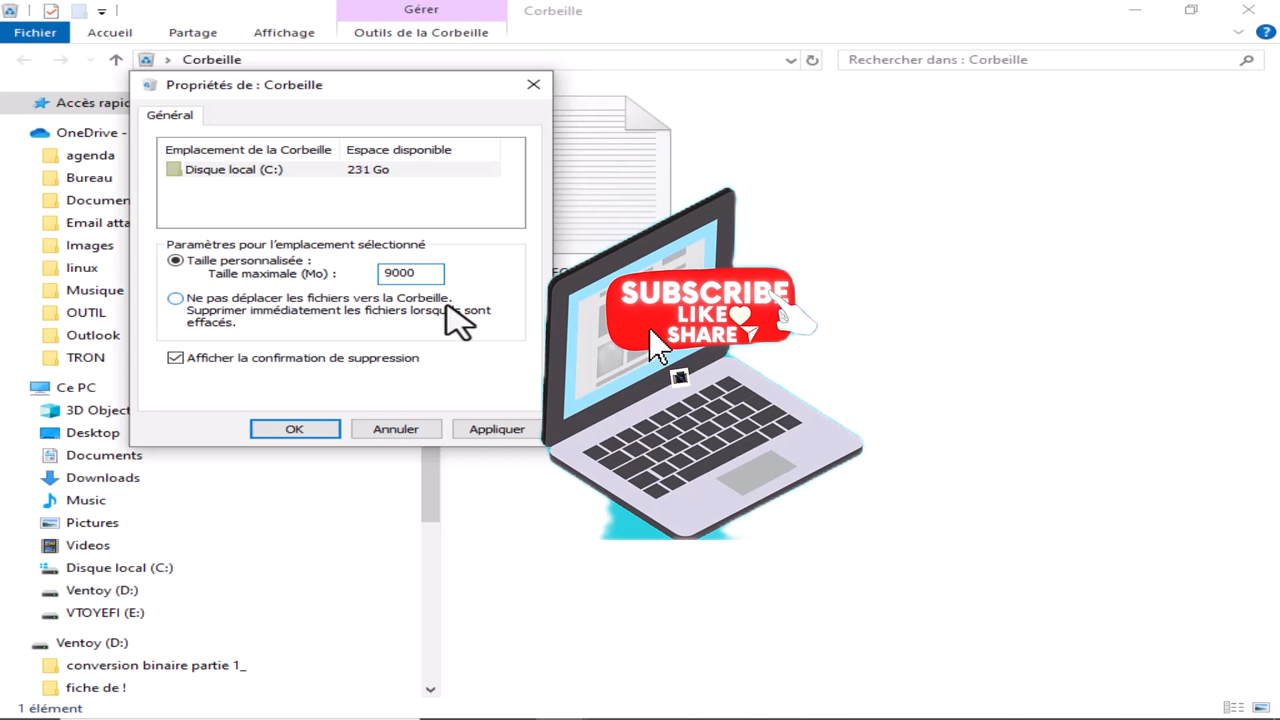 Gérer
Corbeille
Fichier
Accueil
Partage
Affichage
Outils de la Corbeille
Corbeille
Rechercher dans : Corbeille
Propriétés de : Corbeille
Général
Emplacement de la Corbeille
Espace disponible
Disque local (C:)
231 Go
Paramètres pour l'emplacement sélectionné
Taille personnalisée :
Taille maximale (Mo) :
9000
Ne pas déplacer les fichiers vers la Corbeille.
Supprimer immédiatement les fichiers lorsqu sont
effacés.
Afficher la confirmation de suppression
OK
Annuler
Appliquer
Accès rapid
OneDrive -
agenda
Bureau
Documen
Email atta
Images
linux
Musique
OUTIL
Outlook
TRON
Ce PC
3D Object
Desktop
Documents
Downloads
Music
Pictures
Videos
Disque local (C:)
Ventoy (D:)
VTOYEFI (E:)
Ventoy (D:)
conversion binaire partie 1_
fiche de !
1 élément
SUBSCRIBE
LIKE
SHARE